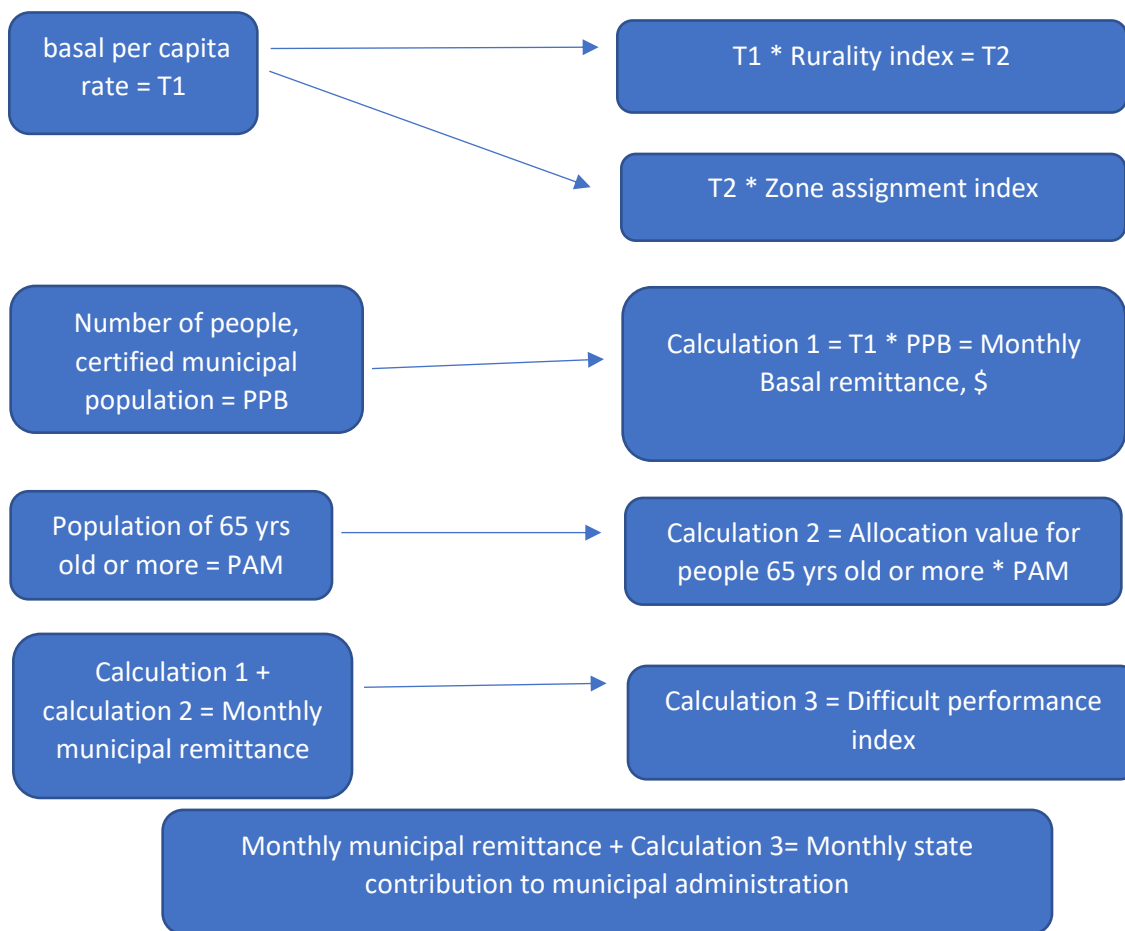 basal per capita
rate = T1
T1 * Rurality index = T2
T2 * Zone assignment index
Number of people,
certified municipal
population = PPB
Calculation 1 = T1 * PPB = Monthly
Basal remittance, $
Population of 65 yrs
old or more = PAM
Calculation 2 = Allocation value for
people 65 yrs old or more * PAM
Calculation 1 +
calculation 2 = Monthly
municipal remittance
Calculation 3 = Difficult performance
index
Monthly municipal remittance + Calculation 3= Monthly state
contribution to municipal administration